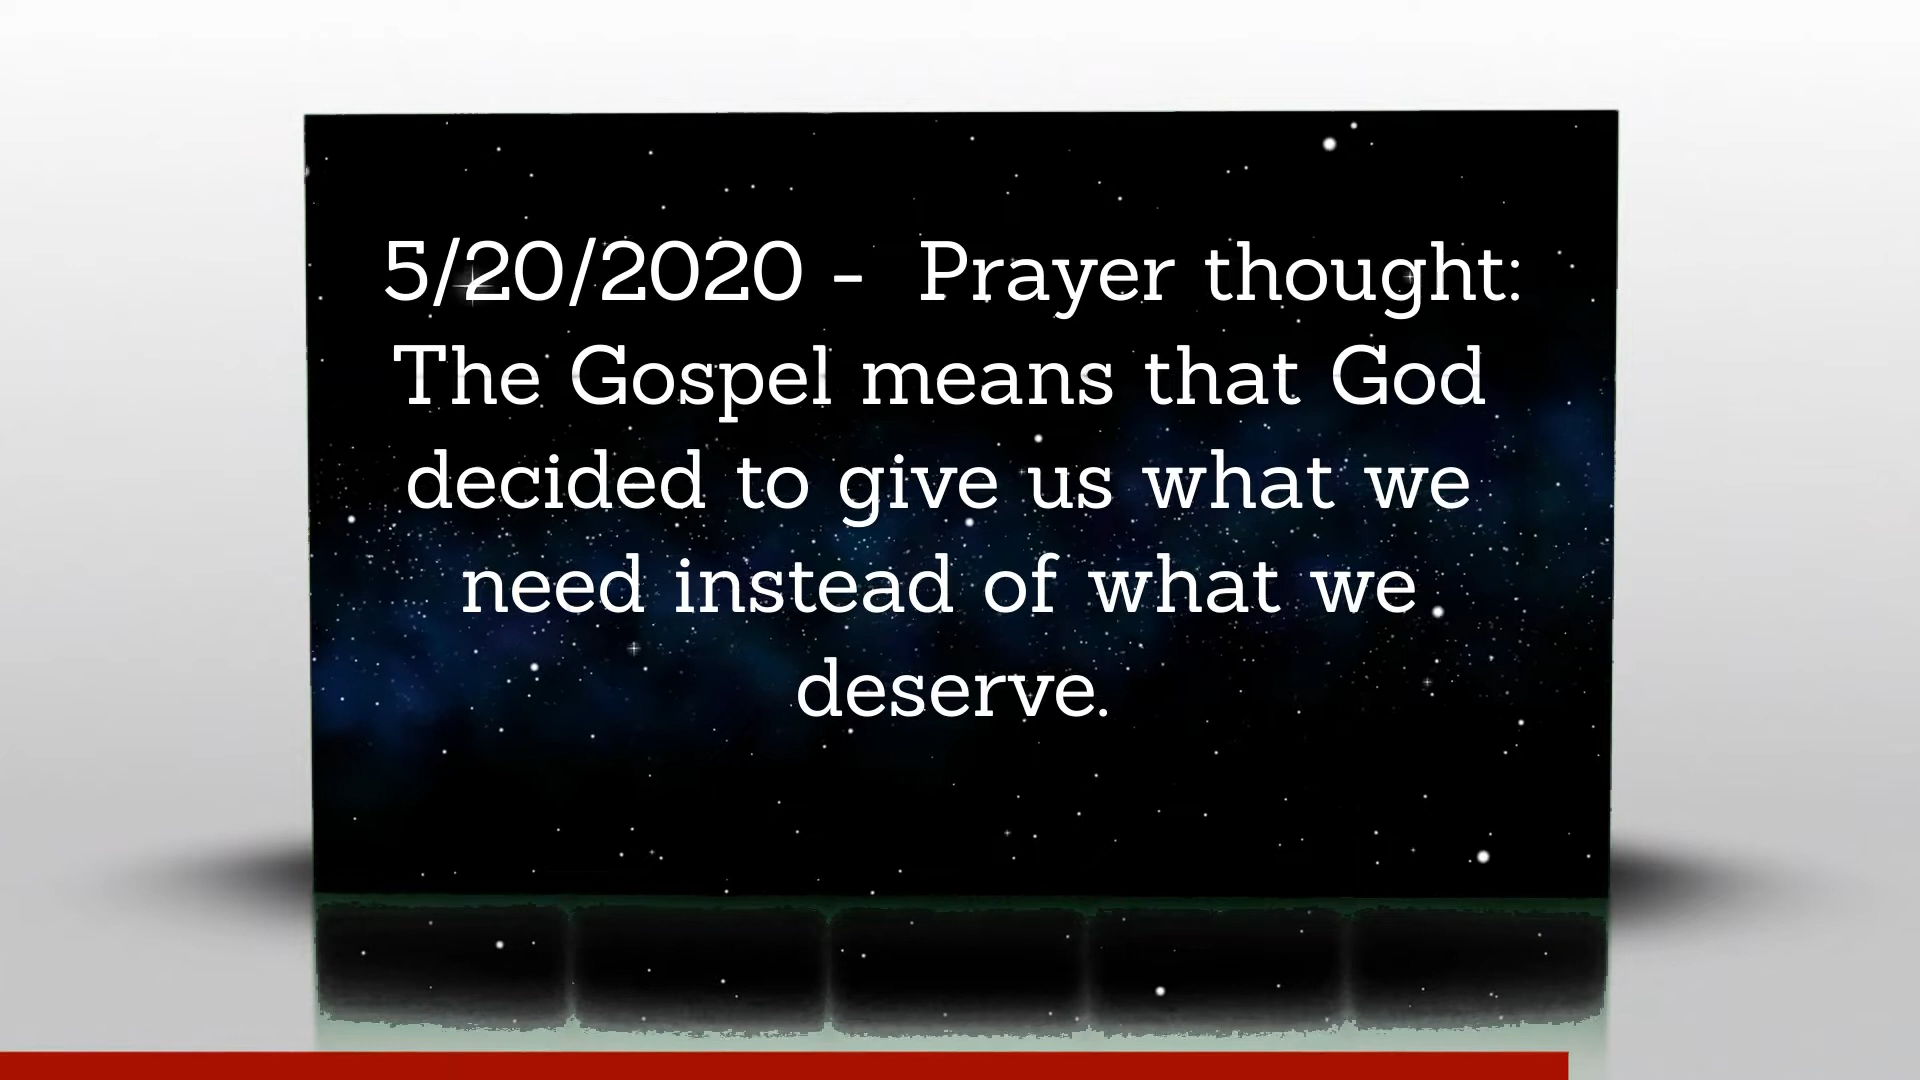 5/20/2020 -  Prayer thought:
The Gospel means that God
decided to give us what we
need instead of what we
deserve.